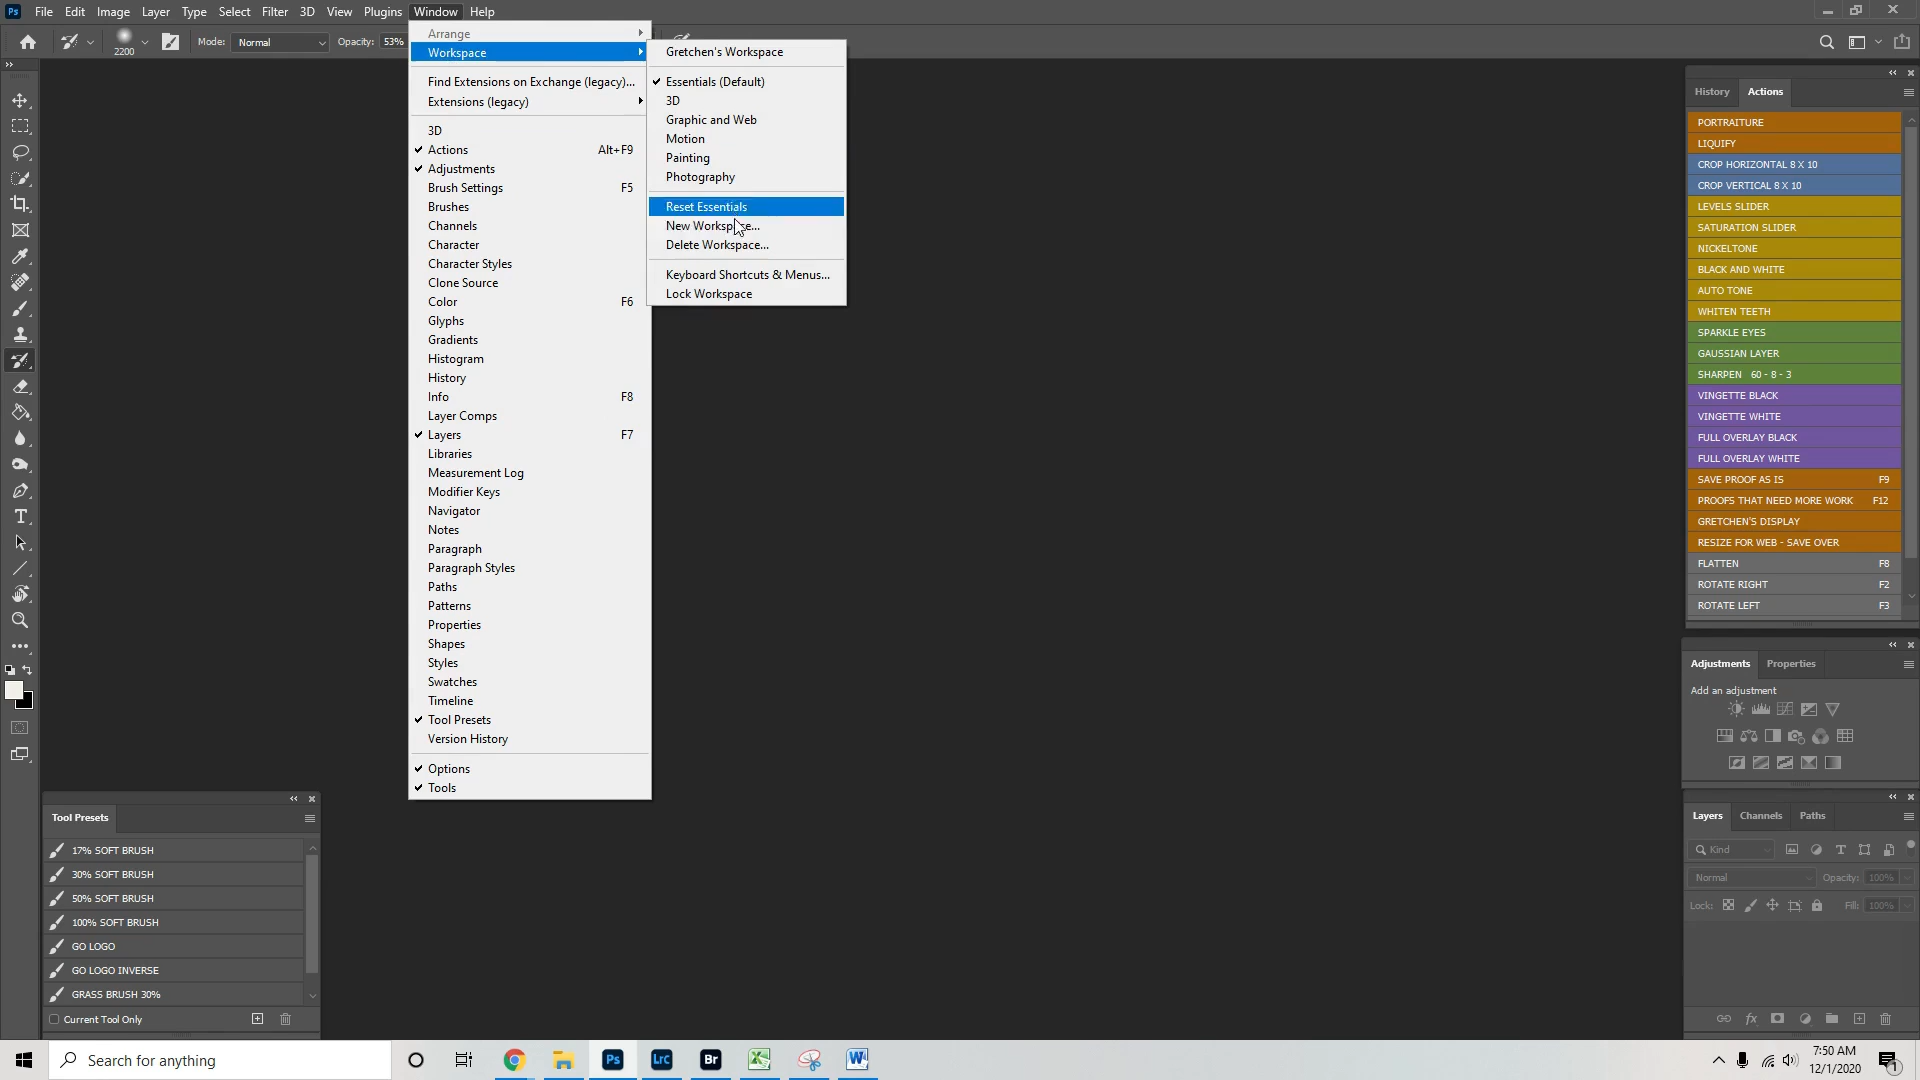 Ps File Edit Image Layer Type Select Filter 3D View Plugins Window Help
2200 Mode: Normal Opacity: 53%
Arrange
Workspace
Find Extensions on Exchange (legacy)...
Extensions (legacy)
3D
Actions Alt+F9
Adjustments
Brush Settings F5
Brushes
Channels
Character
Character Styles
Clone Source
Color F6
Glyphs
Gradients
Histogram
History
Info F8
Layer Comps
Layers F7
Libraries
Measurement Log
Modifier Keys
Navigator
Notes
Paragraph
Paragraph Styles
Paths
Patterns
Properties
Shapes
Styles
Swatches
Timeline
Tool Presets
Version History
Options
Tools
Gretchen's Workspace
Essentials (Default)
3D
Graphic and Web
Motion
Painting
Photography
Reset Essentials
New Workspace...
Delete Workspace...
Keyboard Shortcuts & Menus...
Lock Workspace
History Actions
PORTRAITURE
LIQUIFY
CROP HORIZONTAL 8 X 10
CROP VERTICAL 8 X 10
LEVELS SLIDER
SATURATION SLIDER
NICKELTONE
BLACK AND WHITE
AUTO TONE
WHITEN TEETH
SPARKLE EYES
GAUSSIAN LAYER
SHARPEN 60 - 8 - 3
VINGETTE BLACK
VINGETTE WHITE
FULL OVERLAY BLACK
FULL OVERLAY WHITE
SAVE PROOF AS IS F9
PROOFS THAT NEED MORE WORK F12
GRETCHEN'S DISPLAY
RESIZE FOR WEB - SAVE OVER
FLATTEN F8
ROTATE RIGHT F2
ROTATE LEFT F3
Adjustments Properties
Add an adjustment
Layers Channels Paths
Kind
Normal Opacity: 100%
Lock: Fill: 100%
Tool Presets
17% SOFT BRUSH
30% SOFT BRUSH
50% SOFT BRUSH
100% SOFT BRUSH
GO LOGO
GO LOGO INVERSE
GRASS BRUSH 30%
Current Tool Only
Search for anything
Ps LrC Br
7:50 AM
12/1/2020
1